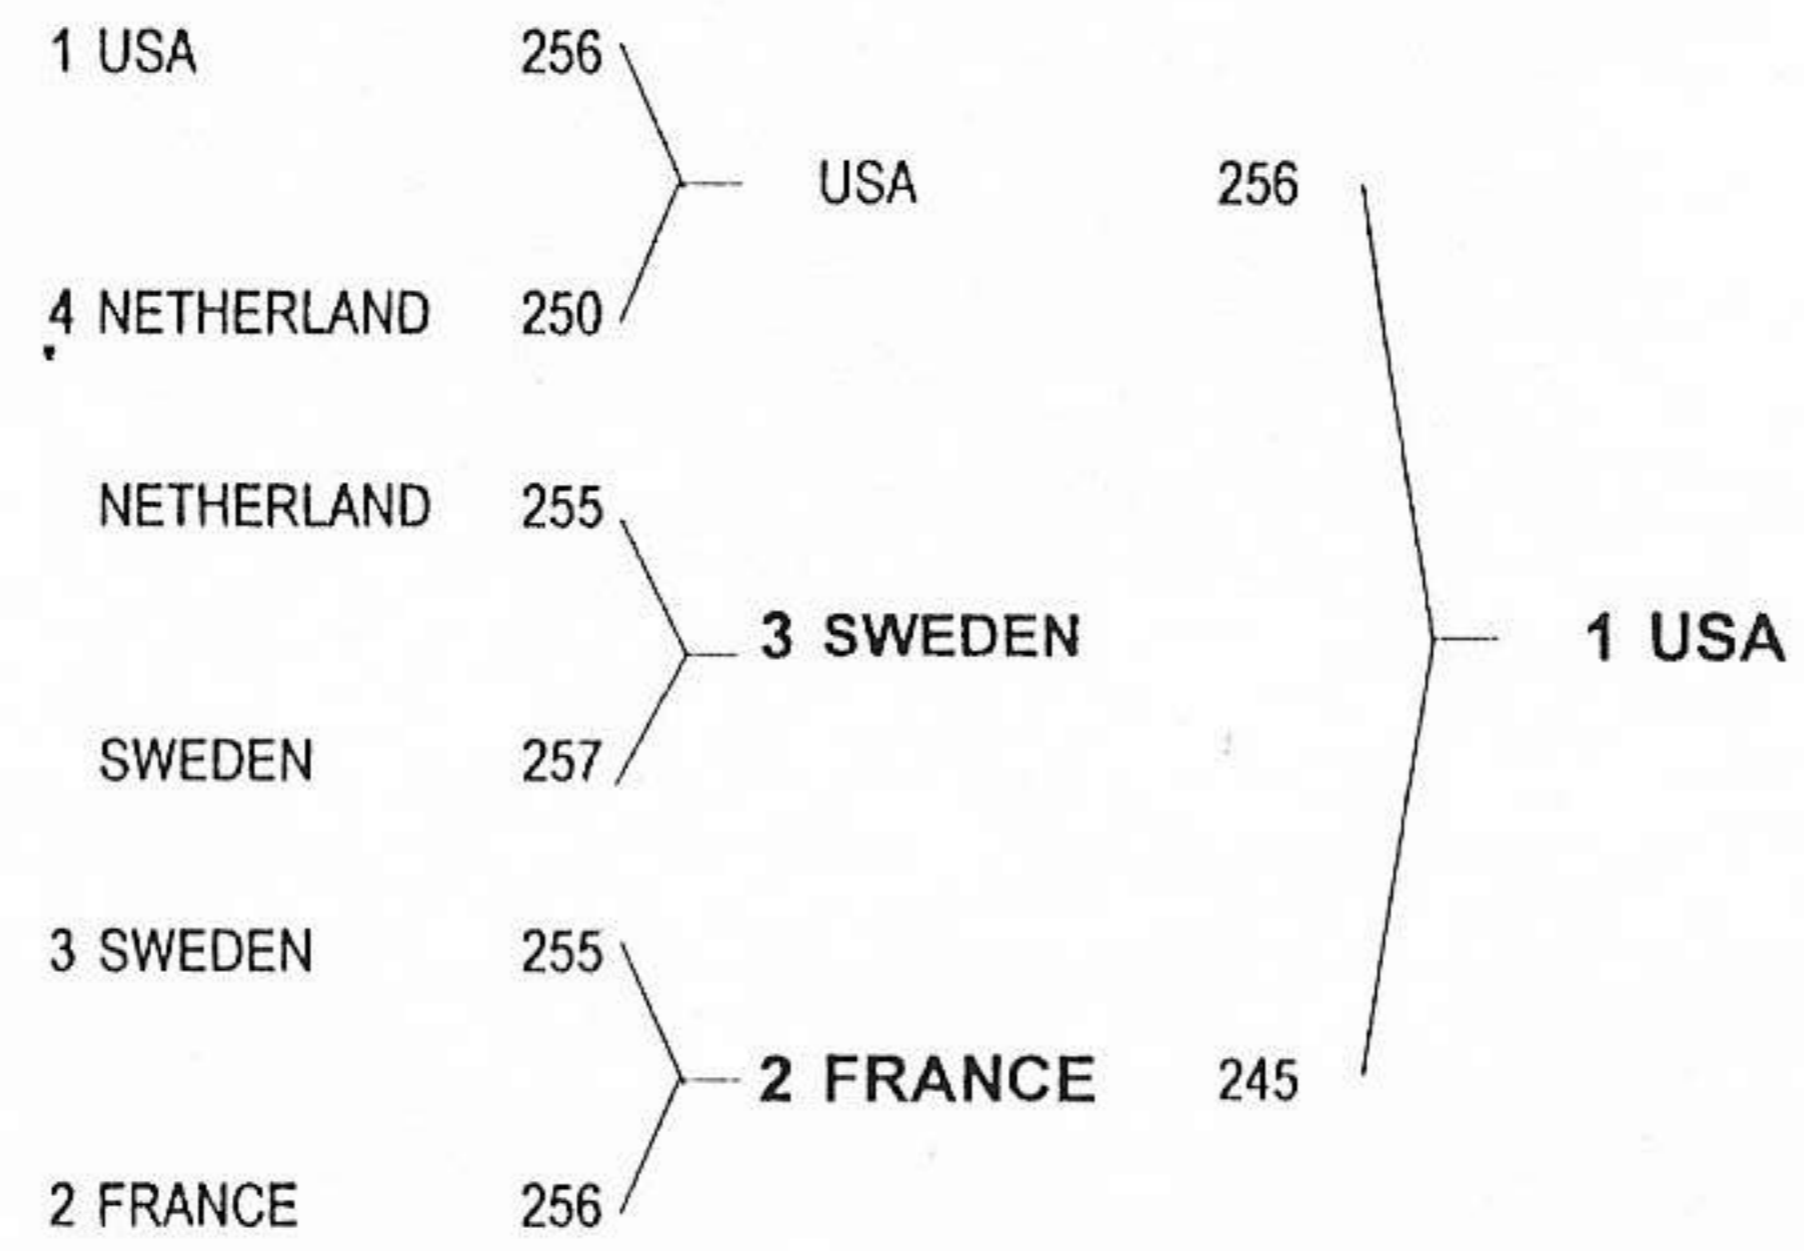 1 USA 256
USA 256
4 NETHERLAND 250
NETHERLAND 255
3 SWEDEN 1 USA
SWEDEN 257
3 SWEDEN 255
2 FRANCE 245
2 FRANCE 256